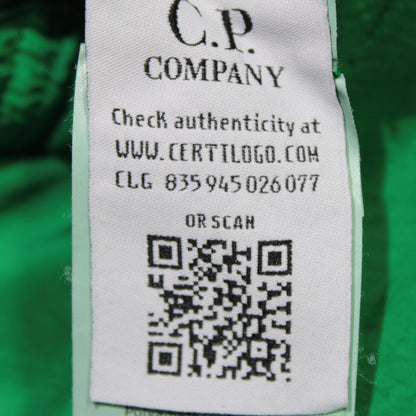 C.P.
COMPANY
Check authenticity at
WWW.CERTILOGO.COM
CLG 835945026077
OR SCAN